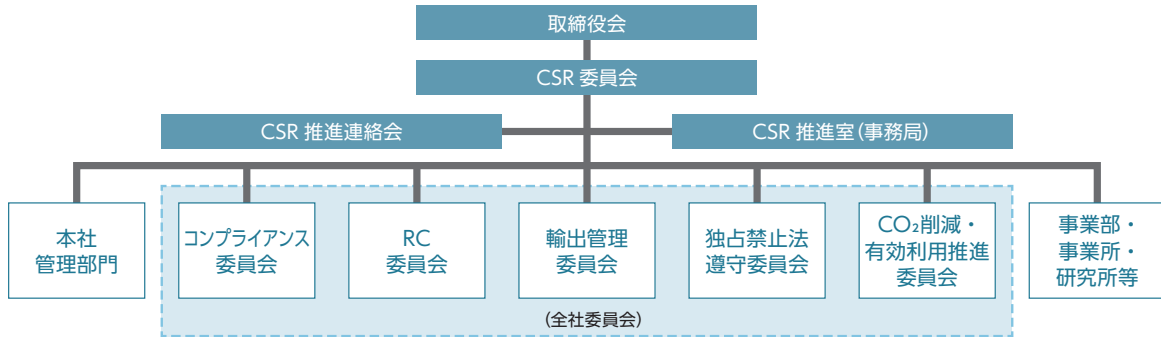 取締役会
CSR 委員会
CSR 推進連絡会
CSR 推進室(事務局)
本社
管理部門
コンプライアンス
委員会
RC
委員会
輸出管理
委員会
独占禁止法
遵守委員会
CO₂削減・
有効利用推進
委員会
事業部・
事業所・
研究所等
(全社委員会)